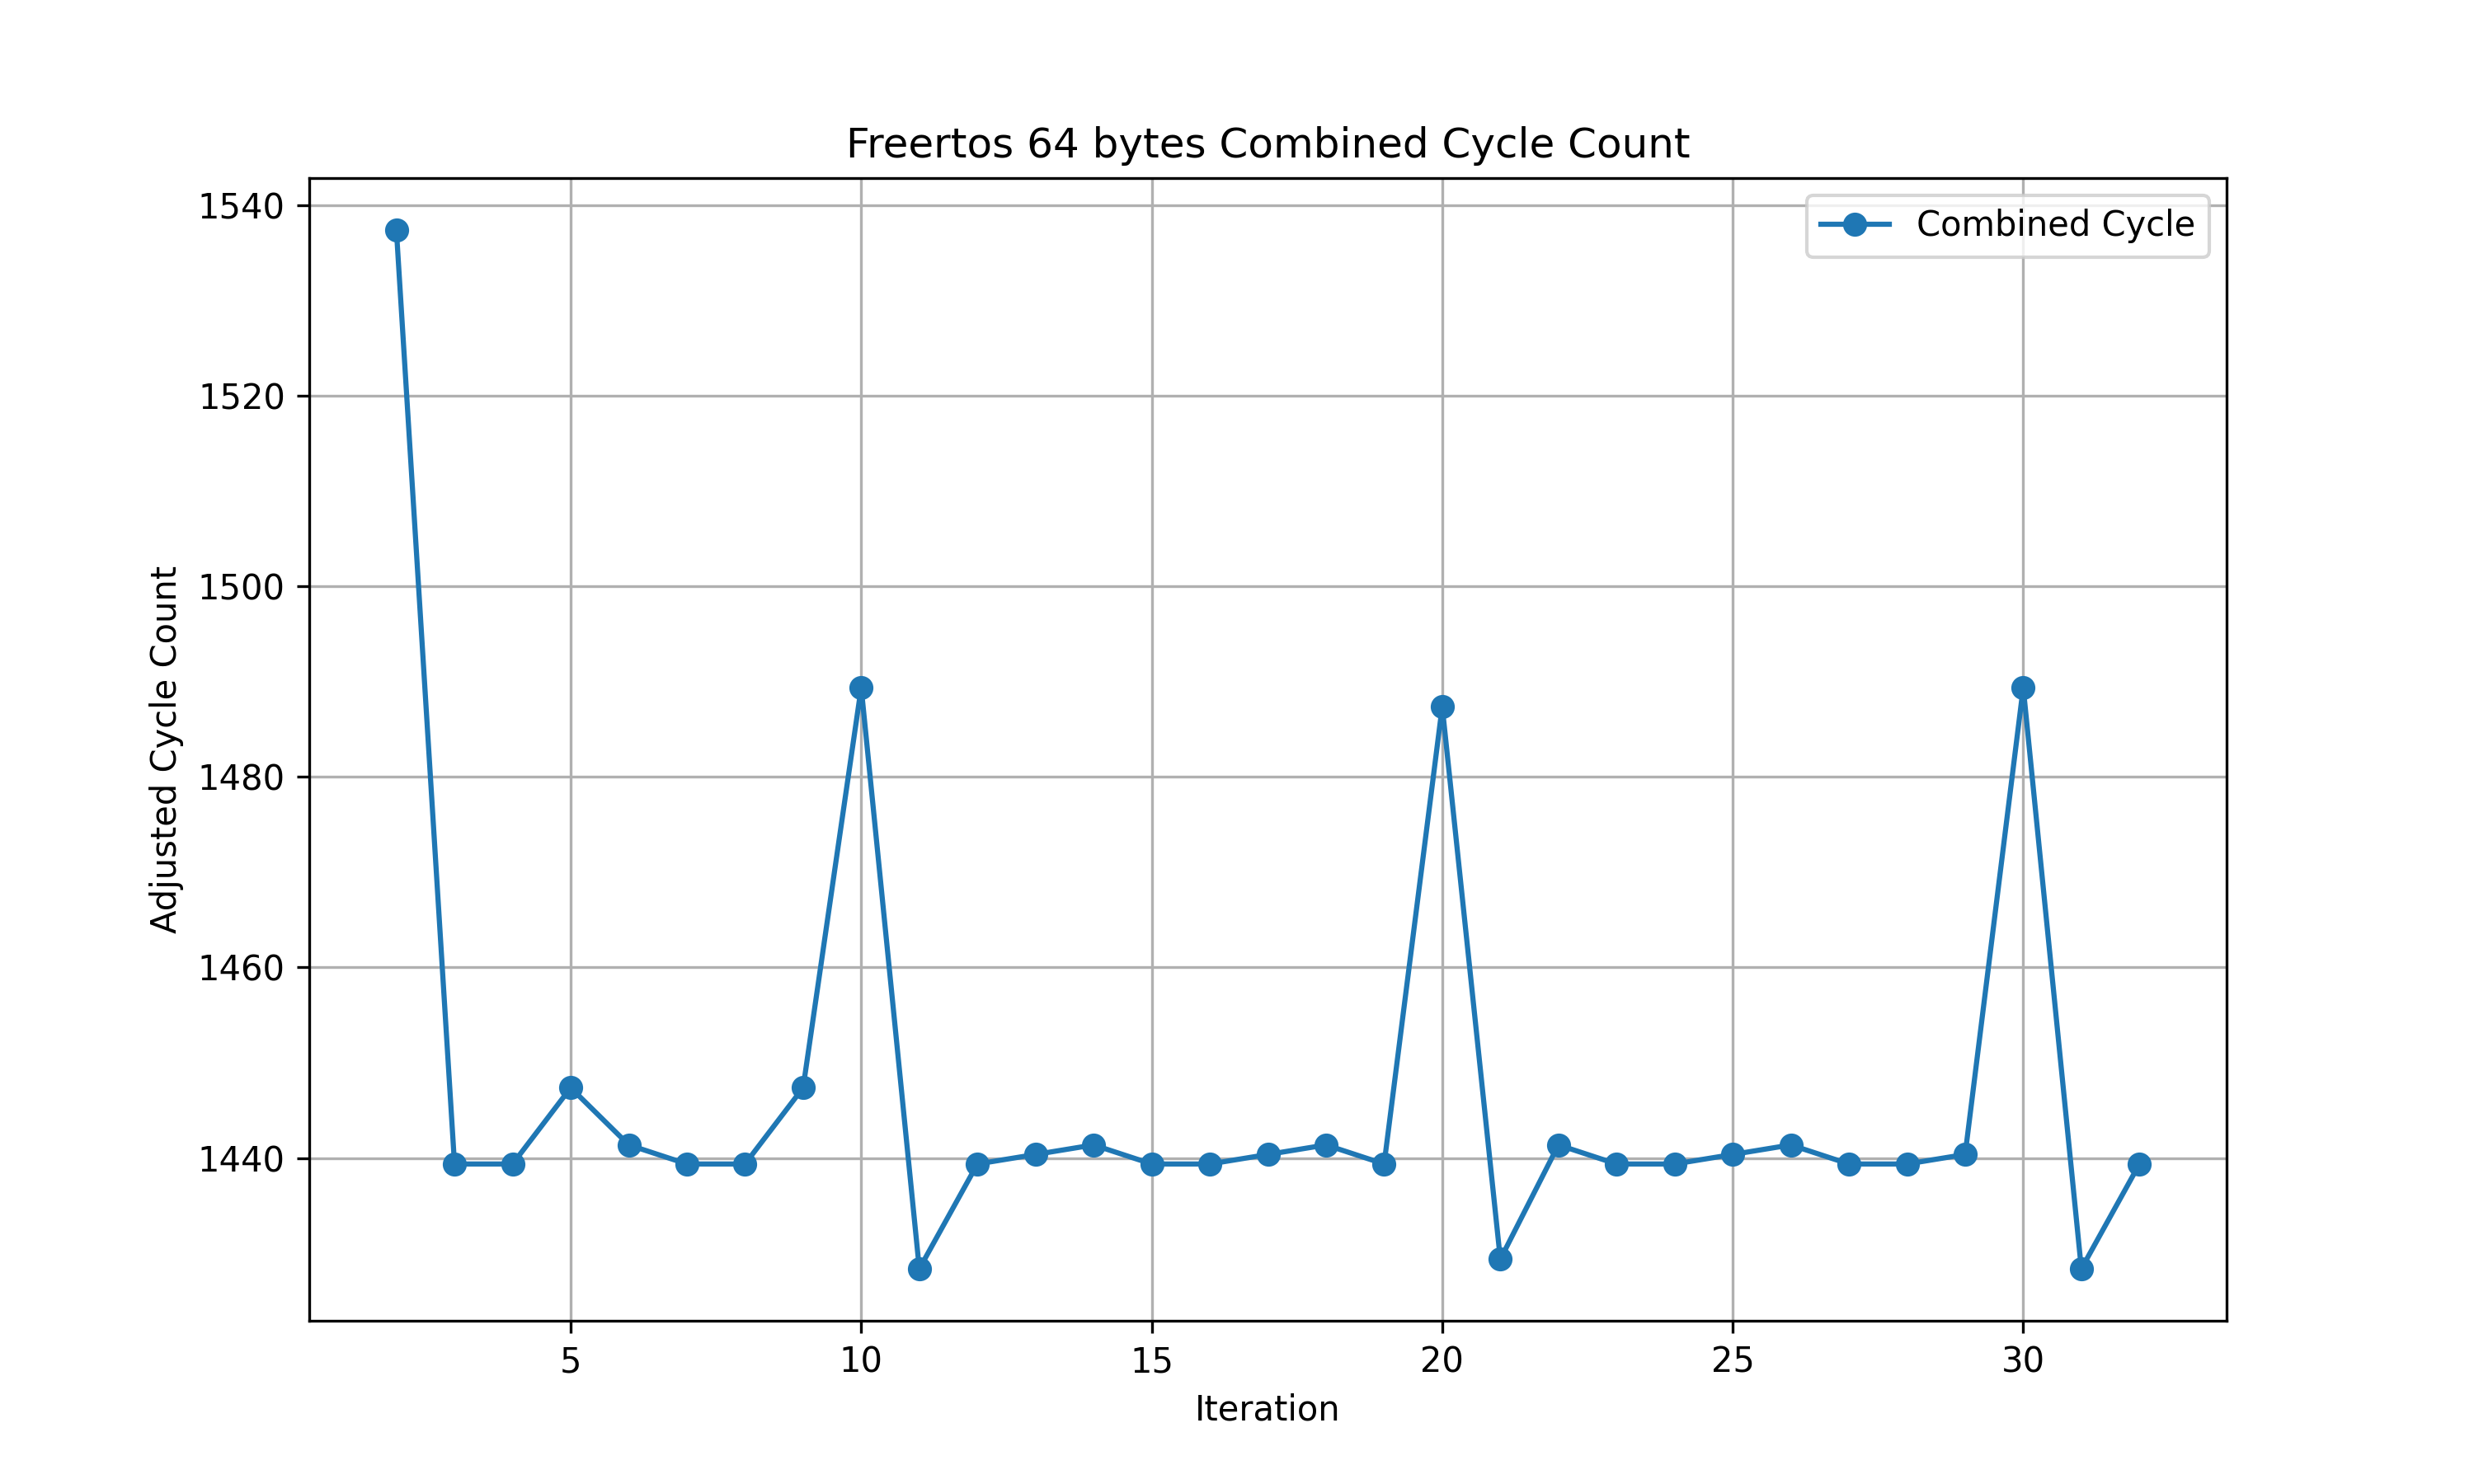 Freertos 64 bytes Combined Cycle Count
Combined Cycle
Adjusted Cycle Count
1540
1520
1500
1480
1460
1440
5 10 15 20 25 30
Iteration